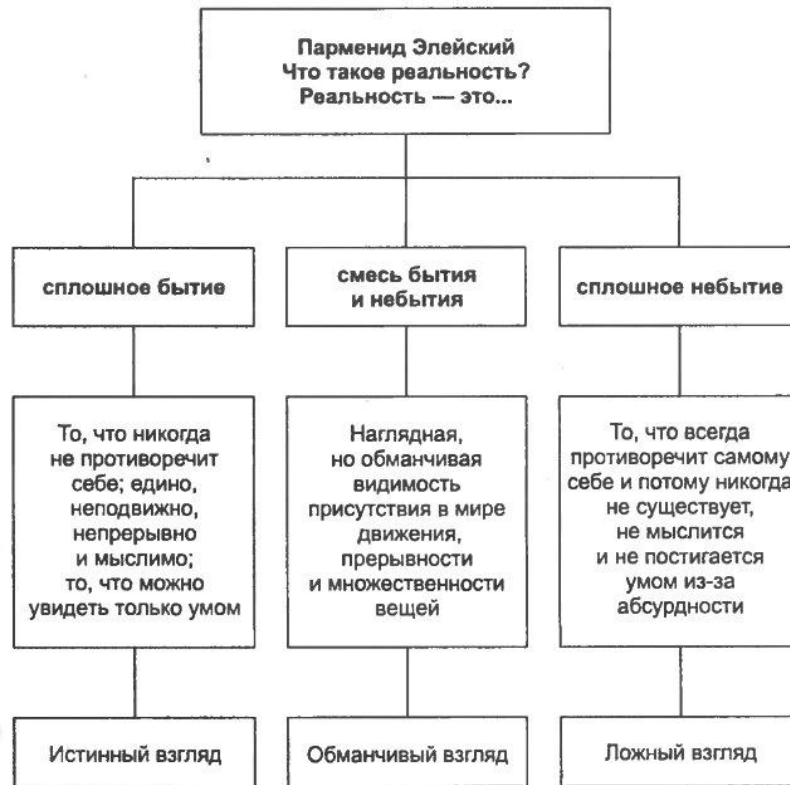 Парменид Элейский
Что такое реальность?
Реальность — это...
сплошное бытие
смесь бытия
и небытия
сплошное небытие
То, что никогда
не противоречит
себе; едино,
неподвижно,
непрерывно
и мыслимо;
то, что можно
увидеть только умом
Наглядная,
но обманчивая
видимость
присутствия в мире
движения,
прерывности
и множественности
вещей
То, что всегда
противоречит самому
себе и потому никогда
не существует,
не мыслится
и не постигается
умом из-за
абсурдности
Истинный взгляд
Обманчивый взгляд
Ложный взгляд